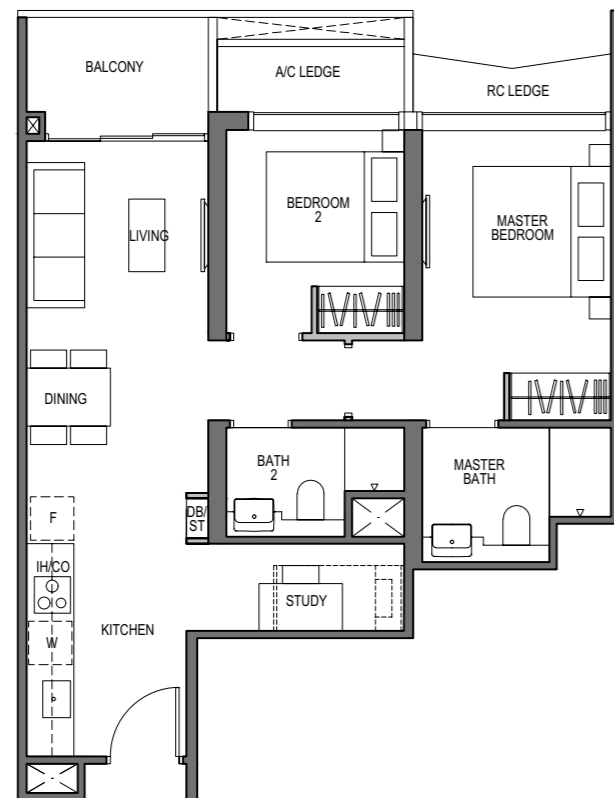 BALCONY
A/C LEDGE
RC LEDGE
LIVING
BEDROOM
2
MASTER
BEDROOM
DINING
BATH
2
MASTER
BATH
F
DB/
ST
IH/CO
STUDY
KITCHEN
W